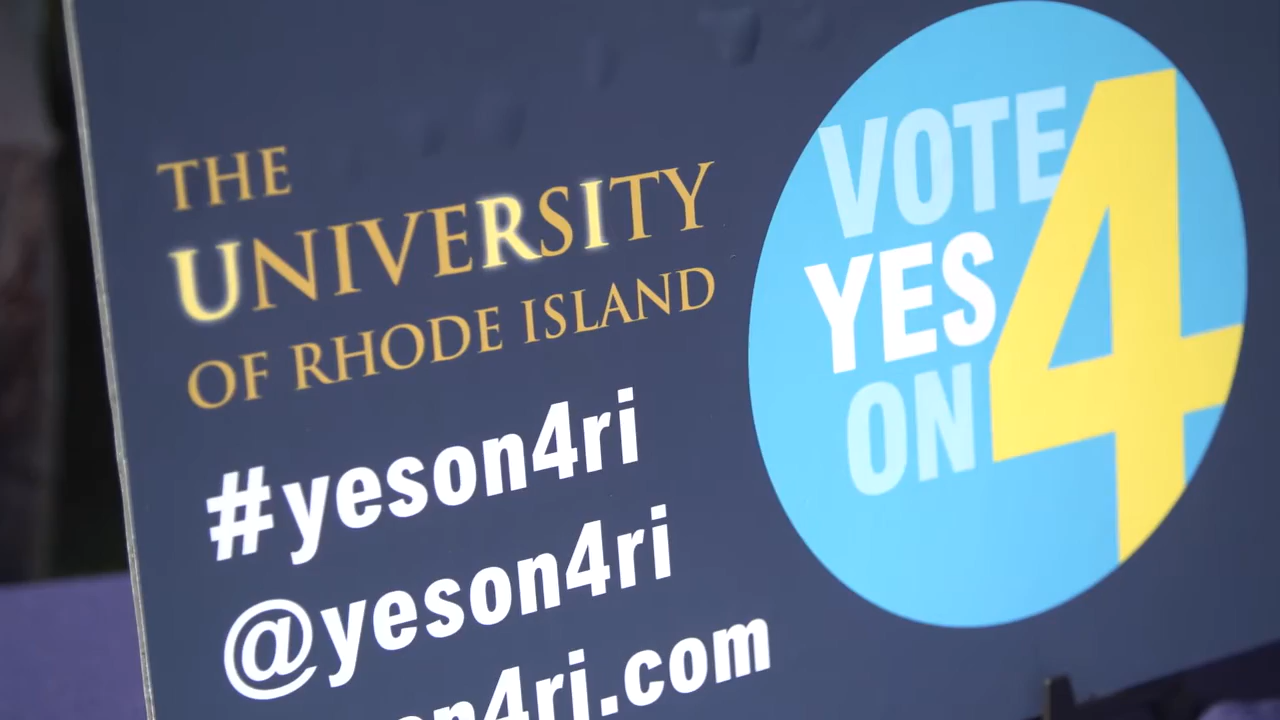 THE
UNIVERSITY
OF RHODE ISLAND
#yeson4ri
@yeson4ri
VOTE
YES
ON
4